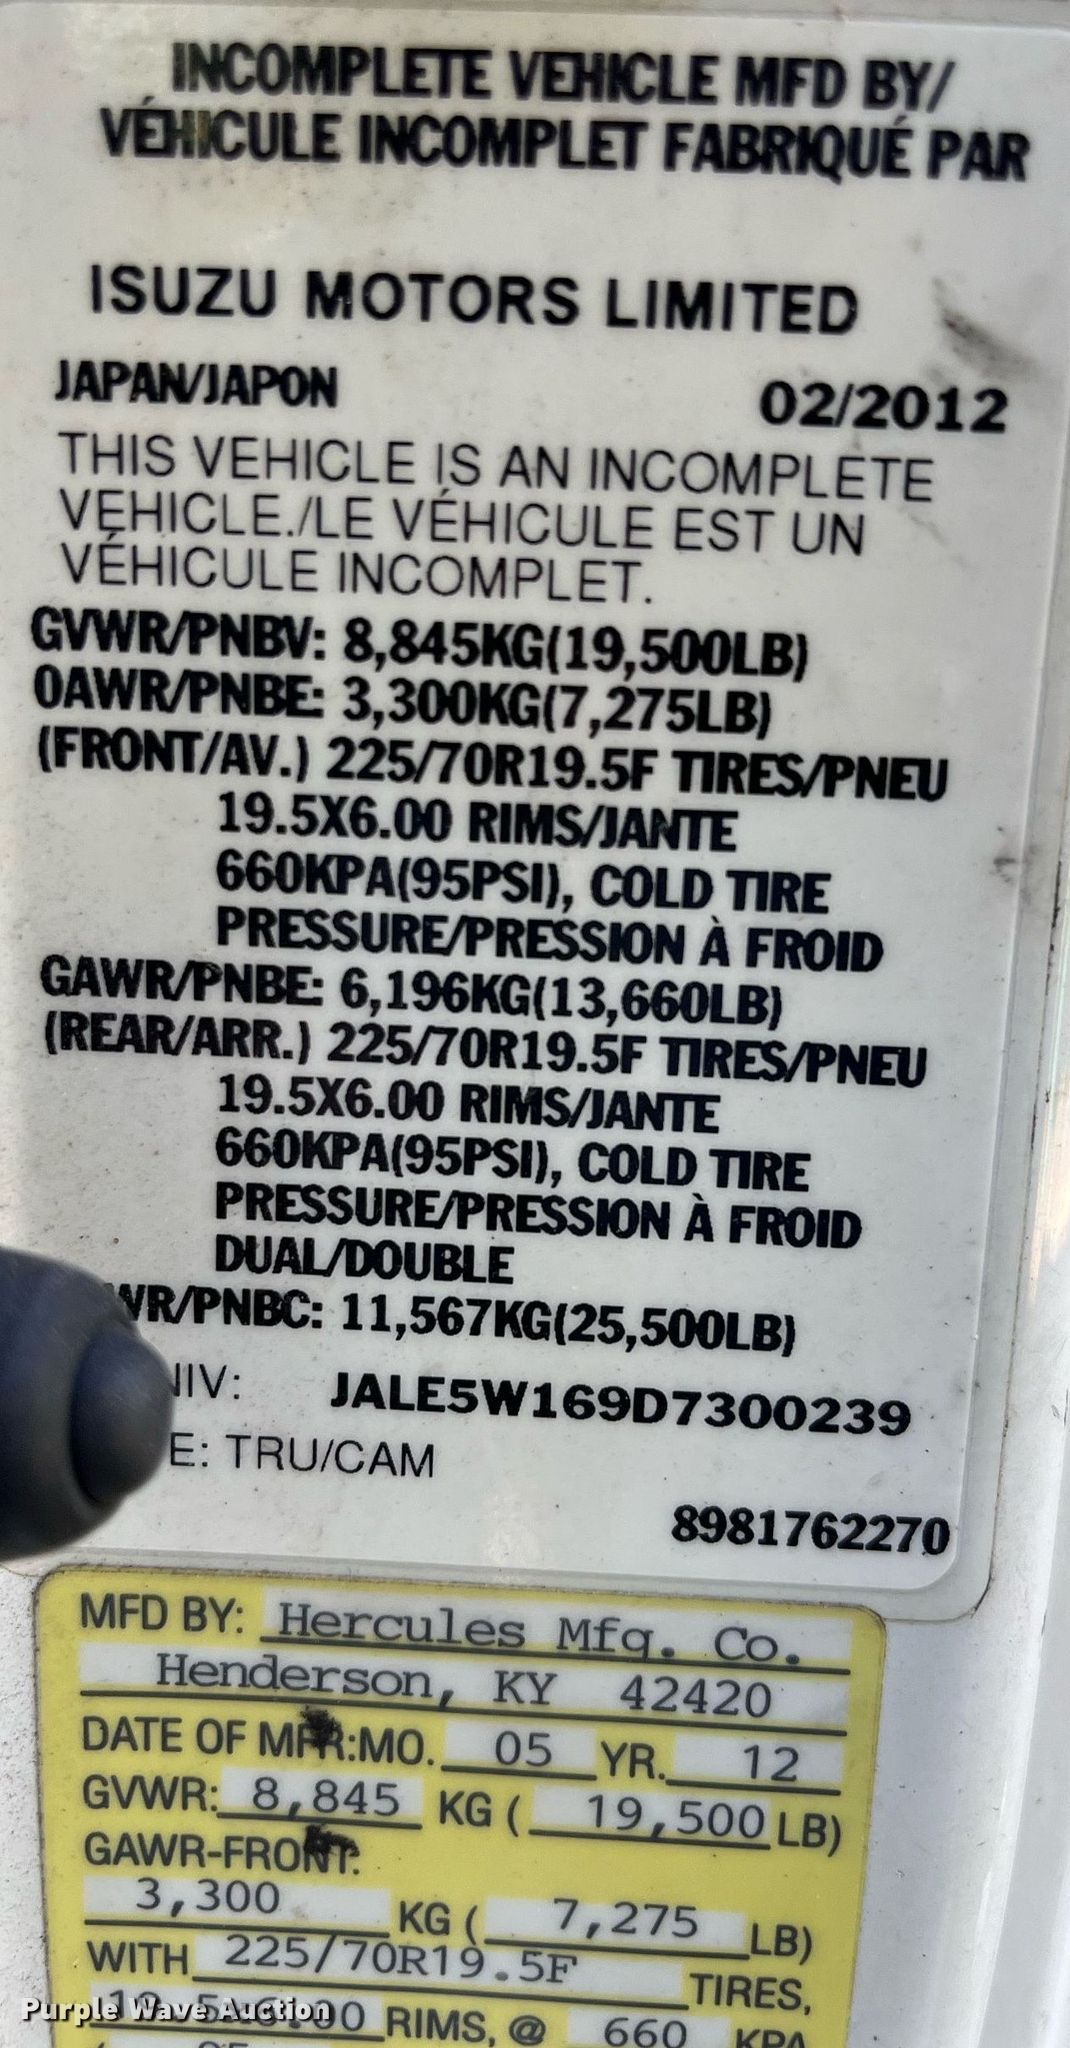 INCOMPLETE VEHICLE MFD BY/
VÉHICULE INCOMPLET FABRIQUÉ PAR
ISUZU MOTORS LIMITED
JAPAN/JAPON 02/2012
THIS VEHICLE IS AN INCOMPLETE
VEHICLE./LE VÉHICULE EST UN
VÉHICULE INCOMPLET.
GVWR/PNBV: 8,845KG(19,500LB)
OAWR/PNBE: 3,300KG(7,275LB)
(FRONT/AV.) 225/70R19.5F TIRES/PNEU
19.5X6.00 RIMS/JANTE
660KPA(95PSI), COLD TIRE
PRESSURE/PRESSION À FROID
GAWR/PNBE: 6,196KG(13,660LB)
(REAR/ARR.) 225/70R19.5F TIRES/PNEU
19.5X6.00 RIMS/JANTE
660KPA(95PSI), COLD TIRE
PRESSURE/PRESSION À FROID
DUAL/DOUBLE
WR/PNBC: 11,567KG(25,500LB)
NIV: JALE5W169D7300239
E: TRU/CAM
8981762270
MFD BY: Hercules Mfg. Co.
Henderson, KY 42420
DATE OF MFR:MO. 05 YR. 12
GVWR: 8,845 KG ( 19,500 LB)
GAWR-FRONT:
3,300 KG ( 7,275 LB)
WITH 225/70R19.5F TIRES,
RIMS, @ 660 KPA
Purple Wave Auction